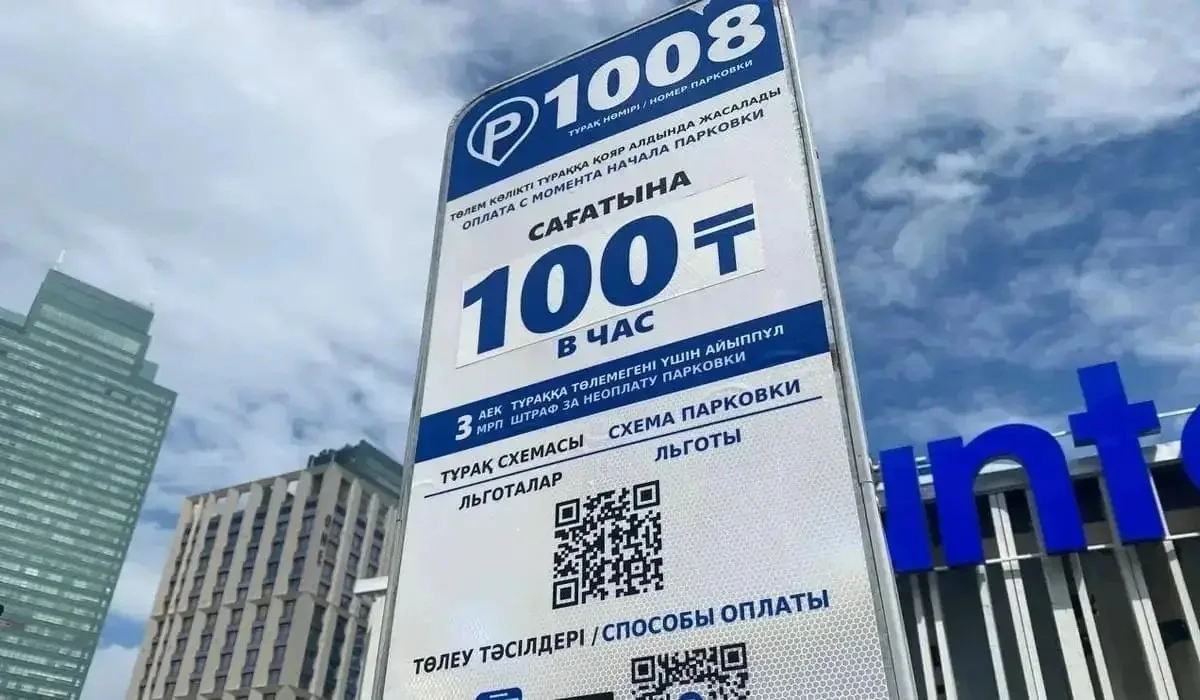 P 1008
ТҰРАҚ НӨМІРІ / НОМЕР ПАРКОВКИ
ТӨЛЕМ КӨЛІКТІ ТҰРАҚҚА ҚОЯР АЛДЫНДА ЖАСАЛАДЫ
ОПЛАТА С МОМЕНТА НАЧАЛА ПАРКОВКИ
САҒАТЫНА
100 ₸
В ЧАС
3 АЕК ТҰРАҚҚА ТӨЛЕМЕГЕНІ ҮШІН АЙЫППҰЛ
МРП ШТРАФ ЗА НЕОПЛАТУ ПАРКОВКИ
ТҰРАҚ СХЕМАСЫ СХЕМА ПАРКОВКИ
ЛЬГОТАЛАР ЛЬГОТЫ
ТӨЛЕУ ТӘСІЛДЕРІ / СПОСОБЫ ОПЛАТЫ